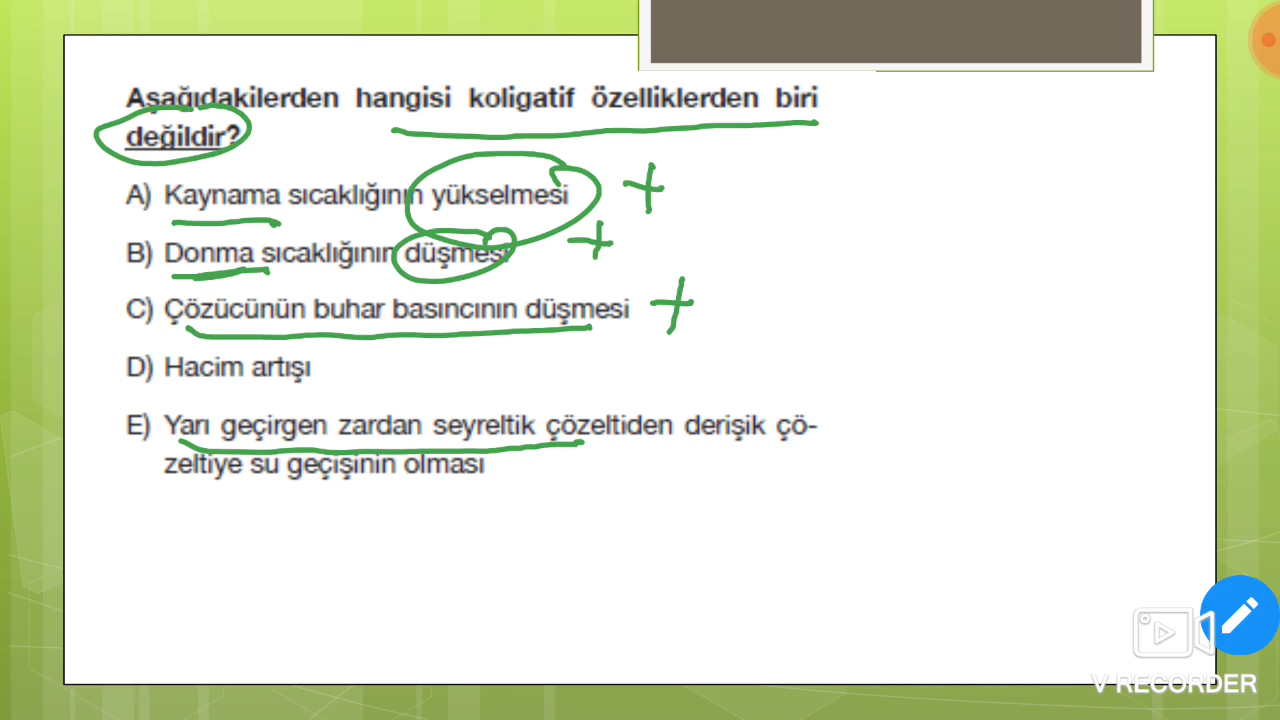 Aşağıdakilerden hangisi koligatif özelliklerden biri
değildir?
A) Kaynama sıcaklığının yükselmesi
B) Donma sıcaklığının düşmesi
C) Çözücünün buhar basıncının düşmesi
D) Hacim artışı
E) Yarı geçirgen zardan seyreltik çözeltiden derişik çö-
zeltiye su geçişinin olması
V RECORDER